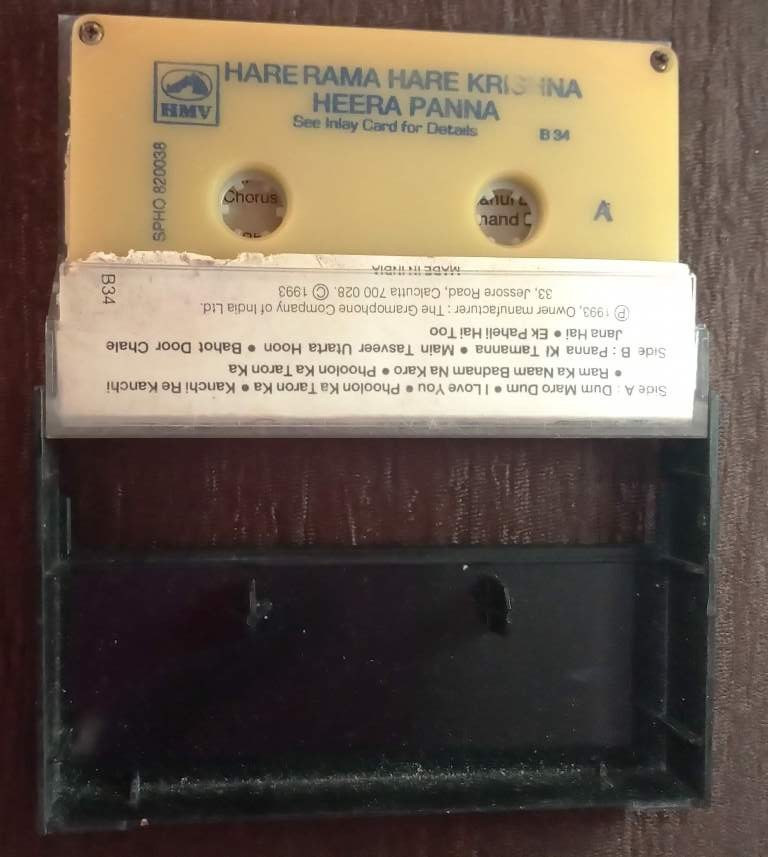 HARE RAMA HARE KRISHNA
HEERA PANNA
See Inlay Card for Details
B 34
HMV
SPHO 820038
Chorus
A
Side A : Dum Maro Dum • I Love You • Phoolon Ka Taron Ka • Kanchi Re Kanchi
• Ram Ka Naam Badnam Na Karo • Phoolon Ka Taron Ka
Side B : Panna KI Tamanna • Main Tasveer Utarta Hoon • Bahot Door Chale
Jana Hai • Ek Paheli Hai Too
Ⓟ 1993, Owner manufacturer : The Gramophone Company of India Ltd.
33, Jessore Road, Calcutta 700 028. © 1993
MADE IN INDIA
B34